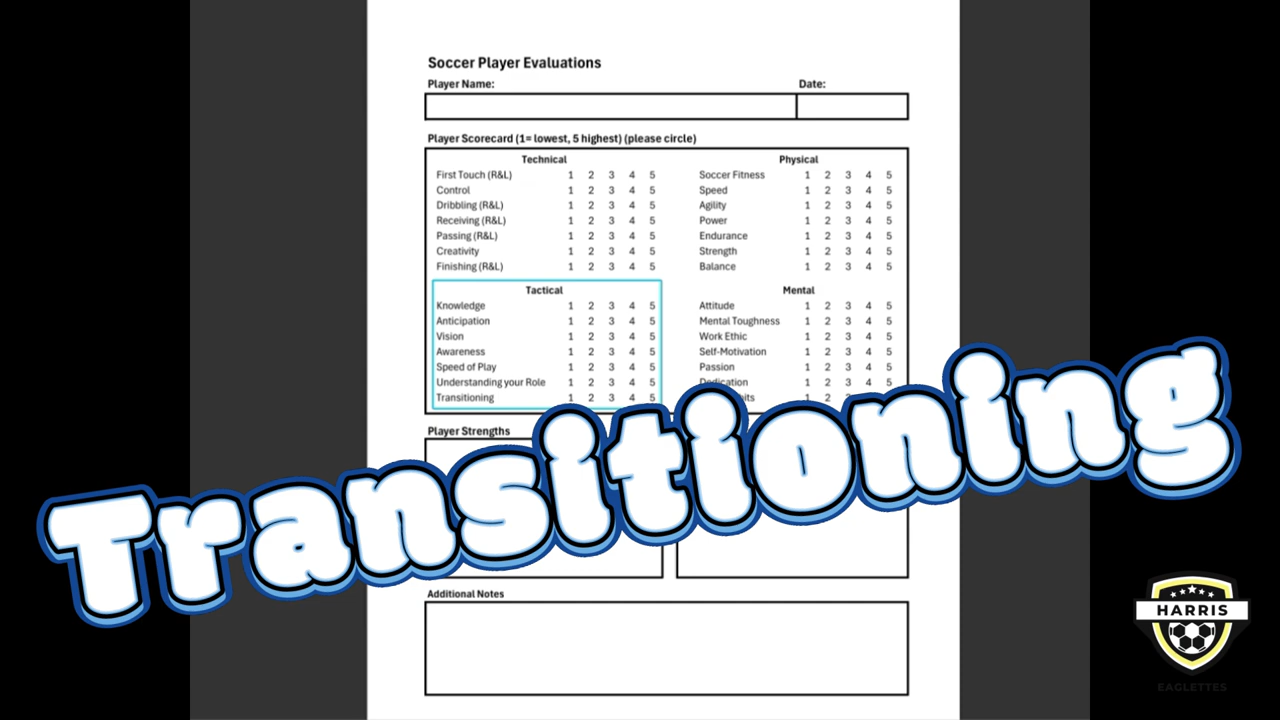 Soccer Player Evaluations
Player Name: Date:
Player Scorecard (1= lowest, 5 highest) (please circle)
Technical
First Touch (R&L) 1 2 3 4 5
Control 1 2 3 4 5
Dribbling (R&L) 1 2 3 4 5
Receiving (R&L) 1 2 3 4 5
Passing (R&L) 1 2 3 4 5
Creativity 1 2 3 4 5
Finishing (R&L) 1 2 3 4 5
Physical
Soccer Fitness 1 2 3 4 5
Speed 1 2 3 4 5
Agility 1 2 3 4 5
Power 1 2 3 4 5
Endurance 1 2 3 4 5
Strength 1 2 3 4 5
Balance 1 2 3 4 5
Tactical
Knowledge 1 2 3 4 5
Anticipation 1 2 3 4 5
Vision 1 2 3 4 5
Awareness 1 2 3 4 5
Speed of Play 1 2 3 4 5
Understanding your Role 1 2 3 4 5
Transitioning 1 2 3 4 5
Mental
Attitude 1 2 3 4 5
Mental Toughness 1 2 3 4 5
Work Ethic 1 2 3 4 5
Self-Motivation 1 2 3 4 5
Passion 1 2 3 4 5
Dedication 1 2 3 4 5
1 2
Player Strengths
Transitioning
Additional Notes
HARRIS
EAGLETTES